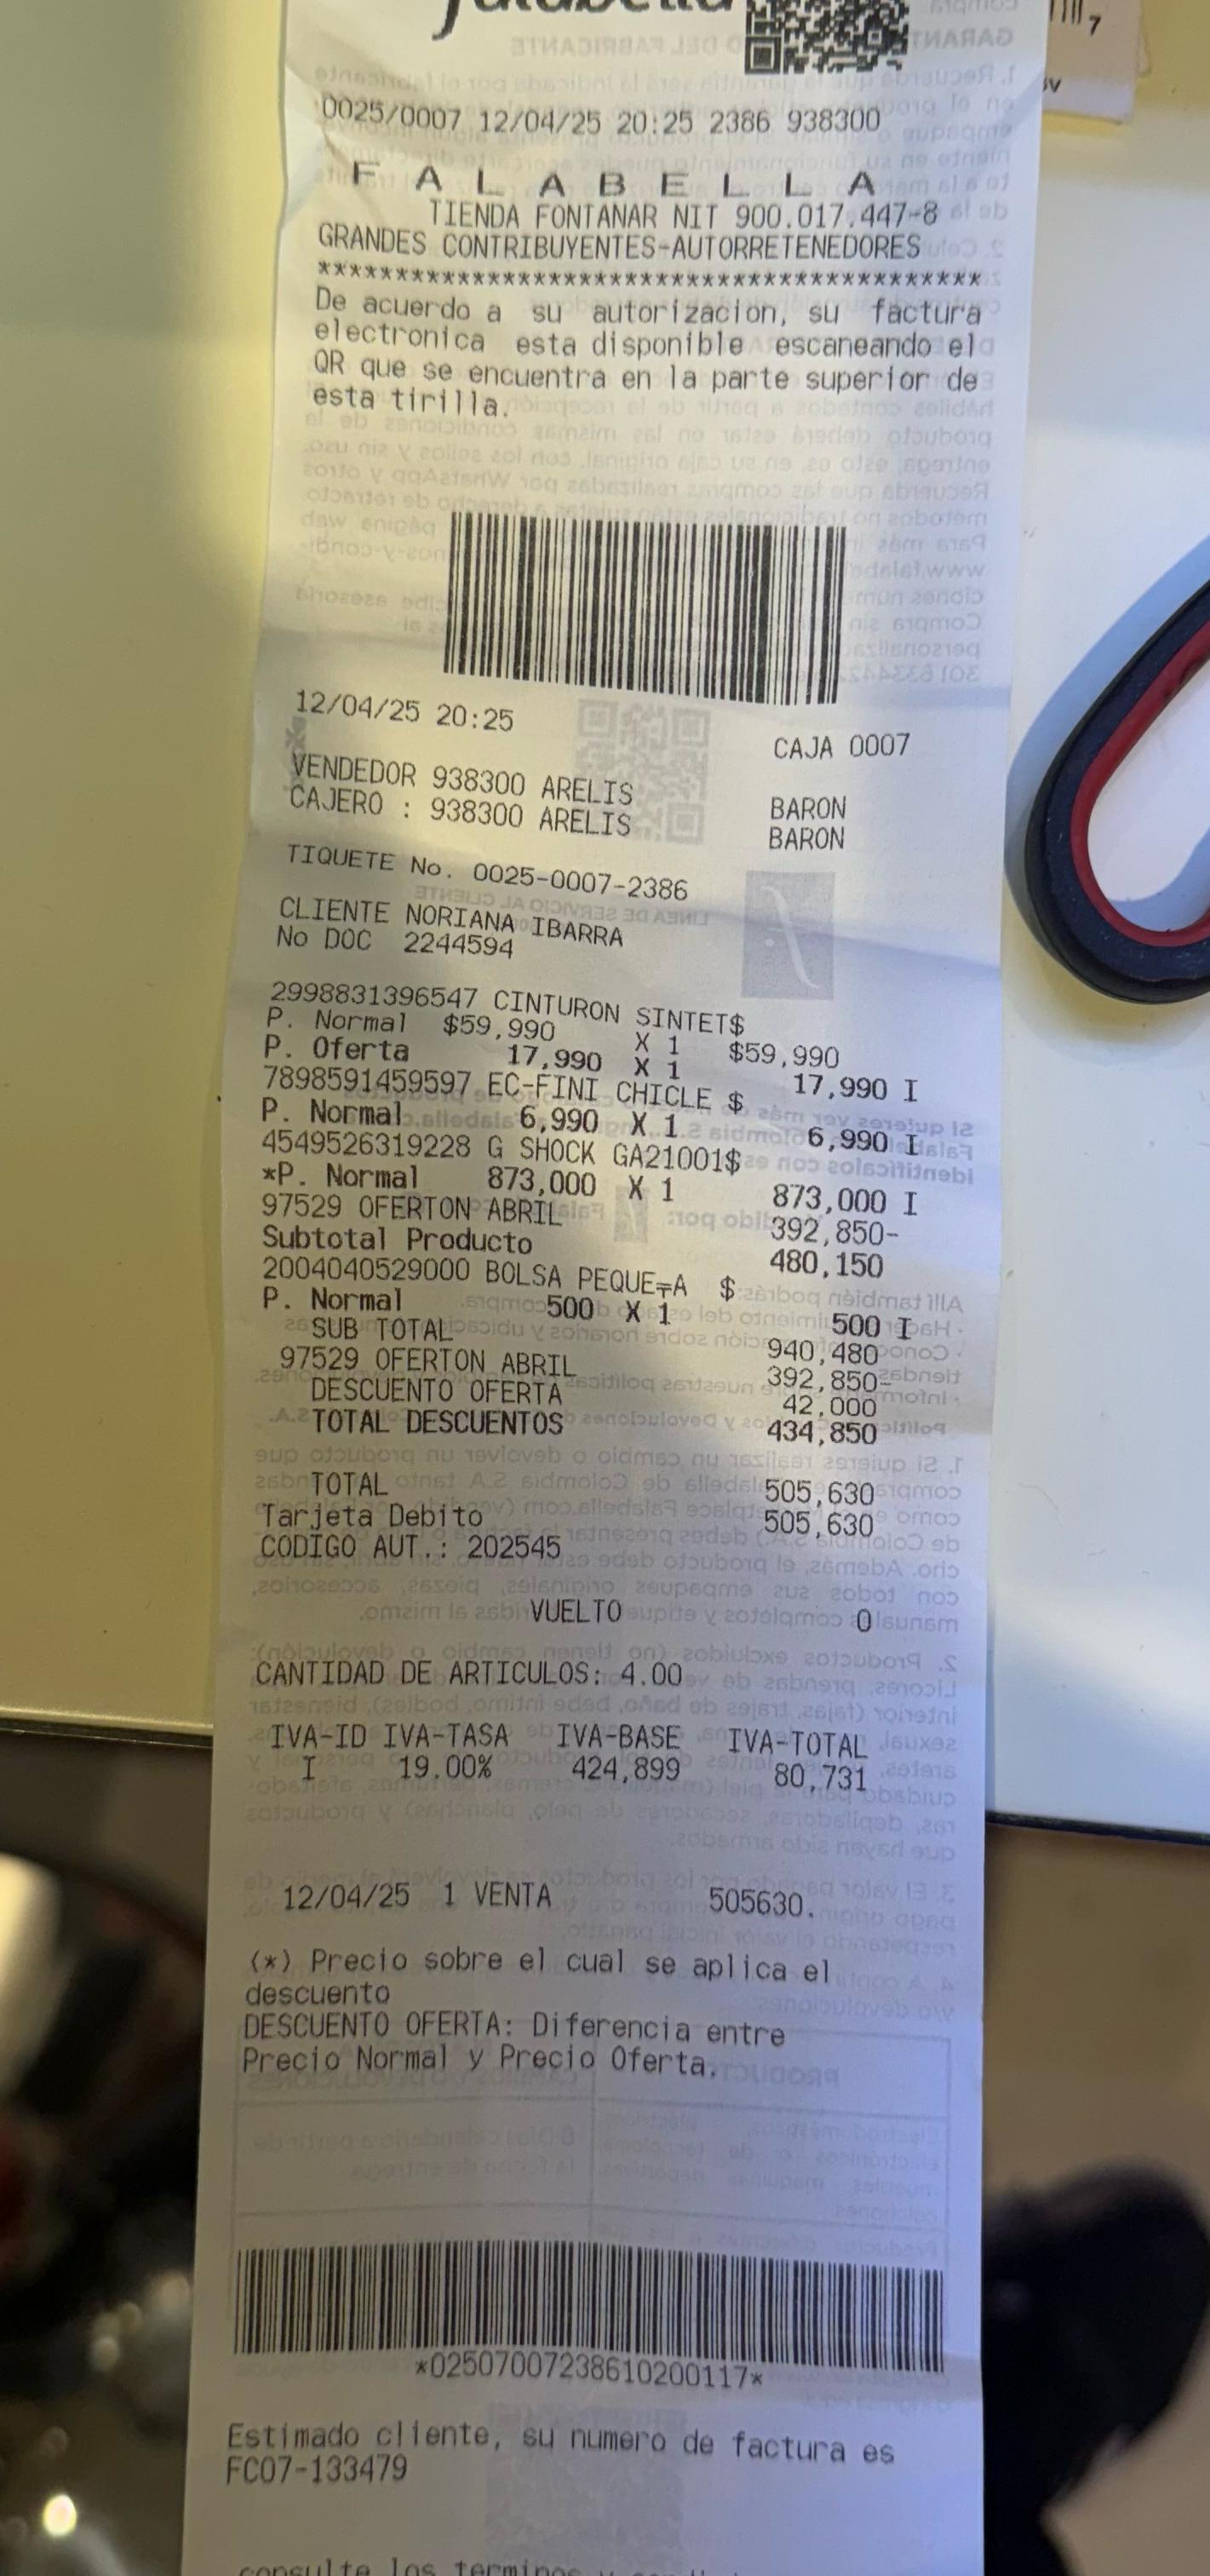 falabella
0025/0007 12/04/25 20:25 2386 938300
F A L A B E L L A
TIENDA FONTANAR NIT 900.017.447-8
GRANDES CONTRIBUYENTES-AUTORRETENEDORES
*******************************************
De acuerdo a su autorizacion, su factura
electronica esta disponible escaneando el
QR que se encuentra en la parte superior de
esta tirilla.
12/04/25 20:25 CAJA 0007
VENDEDOR 938300 ARELIS BARON
CAJERO : 938300 ARELIS BARON
TIQUETE No. 0025-0007-2386
CLIENTE NORIANA IBARRA
No DOC 2244594
2998831396547 CINTURON SINTET$
P. Normal $59,990 X 1 $59,990
P. Oferta 17,990 X 1 17,990 I
7898591459597 EC-FINI CHICLE $
P. Normal 6,990 X 1 6,990 I
4549526319228 G SHOCK GA21001$
*P. Normal 873,000 X 1 873,000 I
97529 OFERTON ABRIL 392,850-
Subtotal Producto 480,150
2004040529000 BOLSA PEQUE╤A $
P. Normal 500 X 1 500 I
SUB TOTAL 940,480
97529 OFERTON ABRIL 392,850-
DESCUENTO OFERTA 42,000
TOTAL DESCUENTOS 434,850
TOTAL 505,630
Tarjeta Debito 505,630
CODIGO AUT.: 202545
VUELTO 0
CANTIDAD DE ARTICULOS: 4.00
IVA-ID IVA-TASA IVA-BASE IVA-TOTAL
I 19.00% 424,899 80,731
12/04/25 1 VENTA 505630.
(*) Precio sobre el cual se aplica el
descuento
DESCUENTO OFERTA: Diferencia entre
Precio Normal y Precio Oferta.
*02507007238610200117*
Estimado cliente, su numero de factura es
FC07-133479
consulte los terminos y